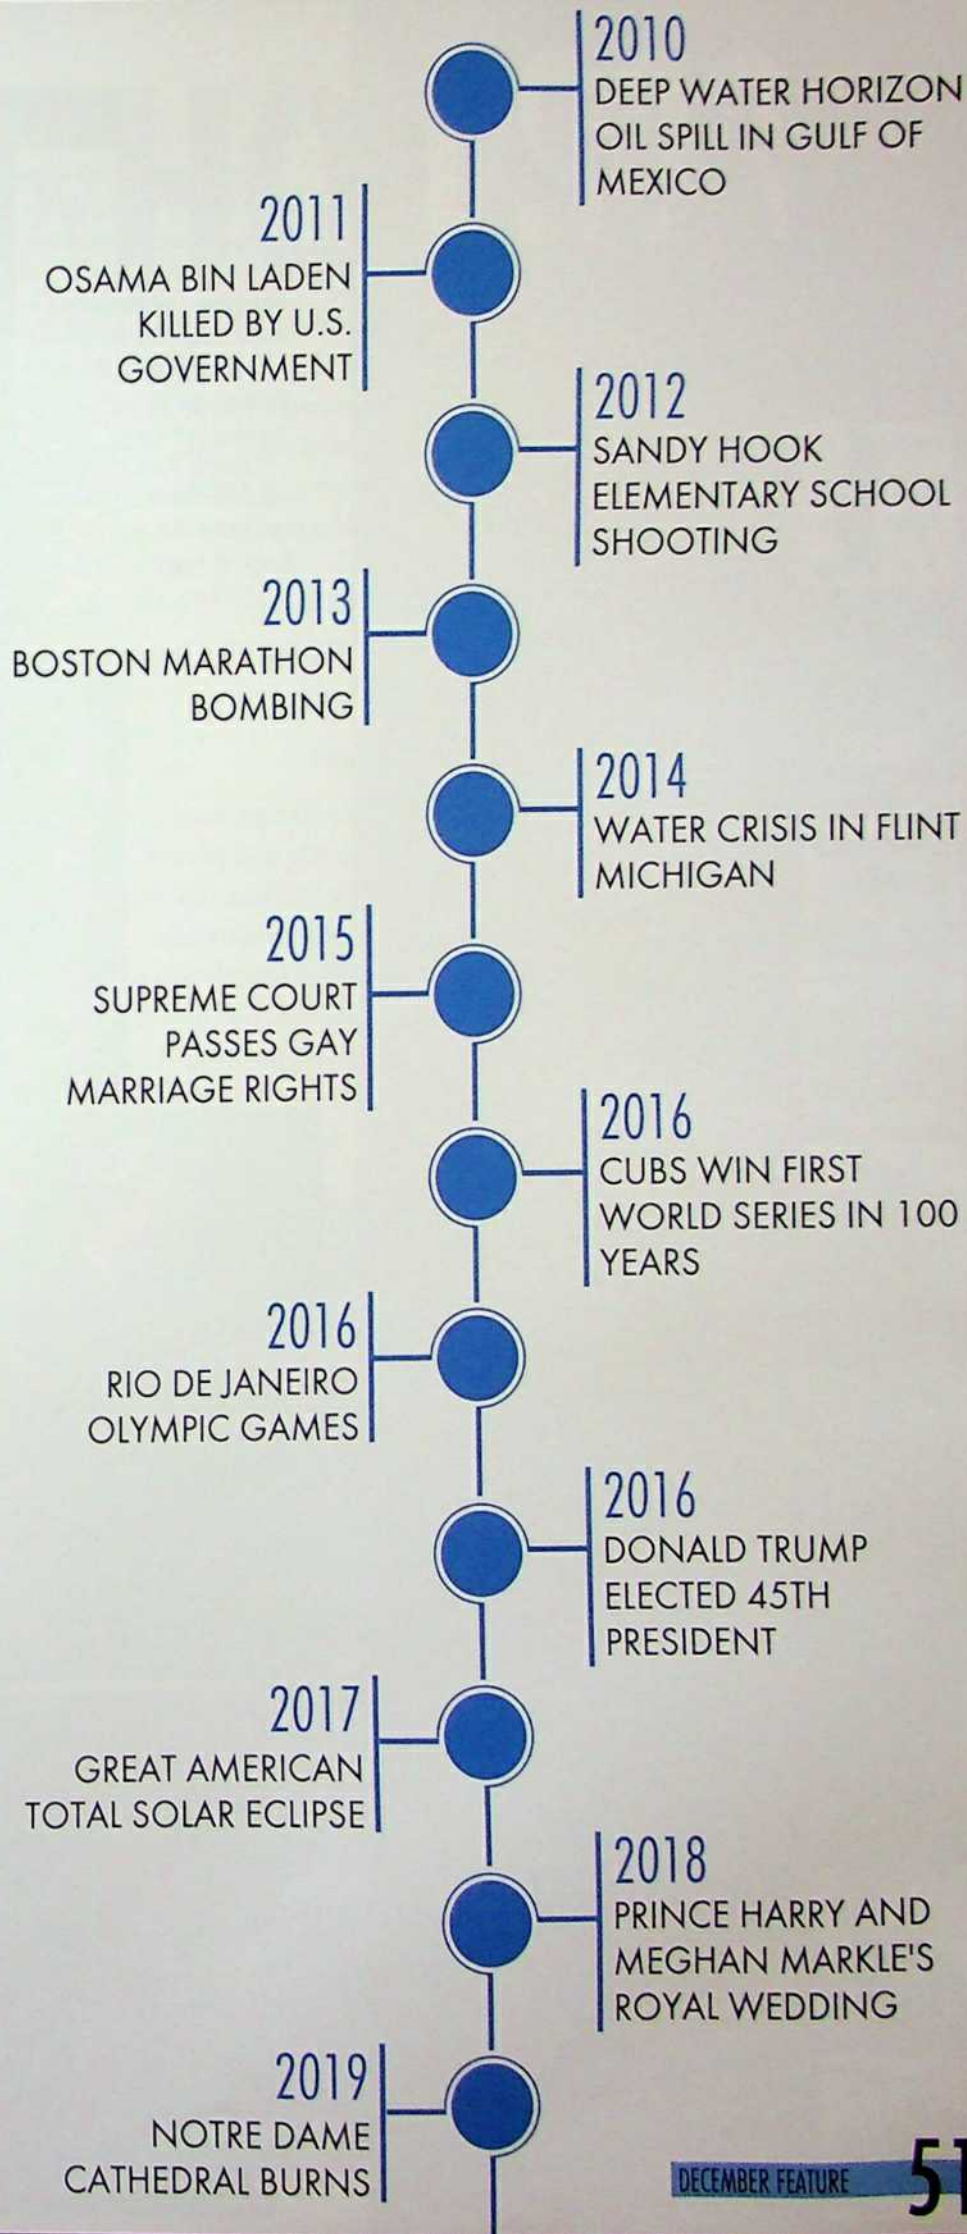 2010
DEEP WATER HORIZON
OIL SPILL IN GULF OF
MEXICO
2011
OSAMA BIN LADEN
KILLED BY U.S.
GOVERNMENT
2012
SANDY HOOK
ELEMENTARY SCHOOL
SHOOTING
2013
BOSTON MARATHON
BOMBING
2014
WATER CRISIS IN FLINT
MICHIGAN
2015
SUPREME COURT
PASSES GAY
MARRIAGE RIGHTS
2016
CUBS WIN FIRST
WORLD SERIES IN 100
YEARS
2016
RIO DE JANEIRO
OLYMPIC GAMES
2016
DONALD TRUMP
ELECTED 45TH
PRESIDENT
2017
GREAT AMERICAN
TOTAL SOLAR ECLIPSE
2018
PRINCE HARRY AND
MEGHAN MARKLE'S
ROYAL WEDDING
2019
NOTRE DAME
CATHEDRAL BURNS
DECEMBER FEATURE 51